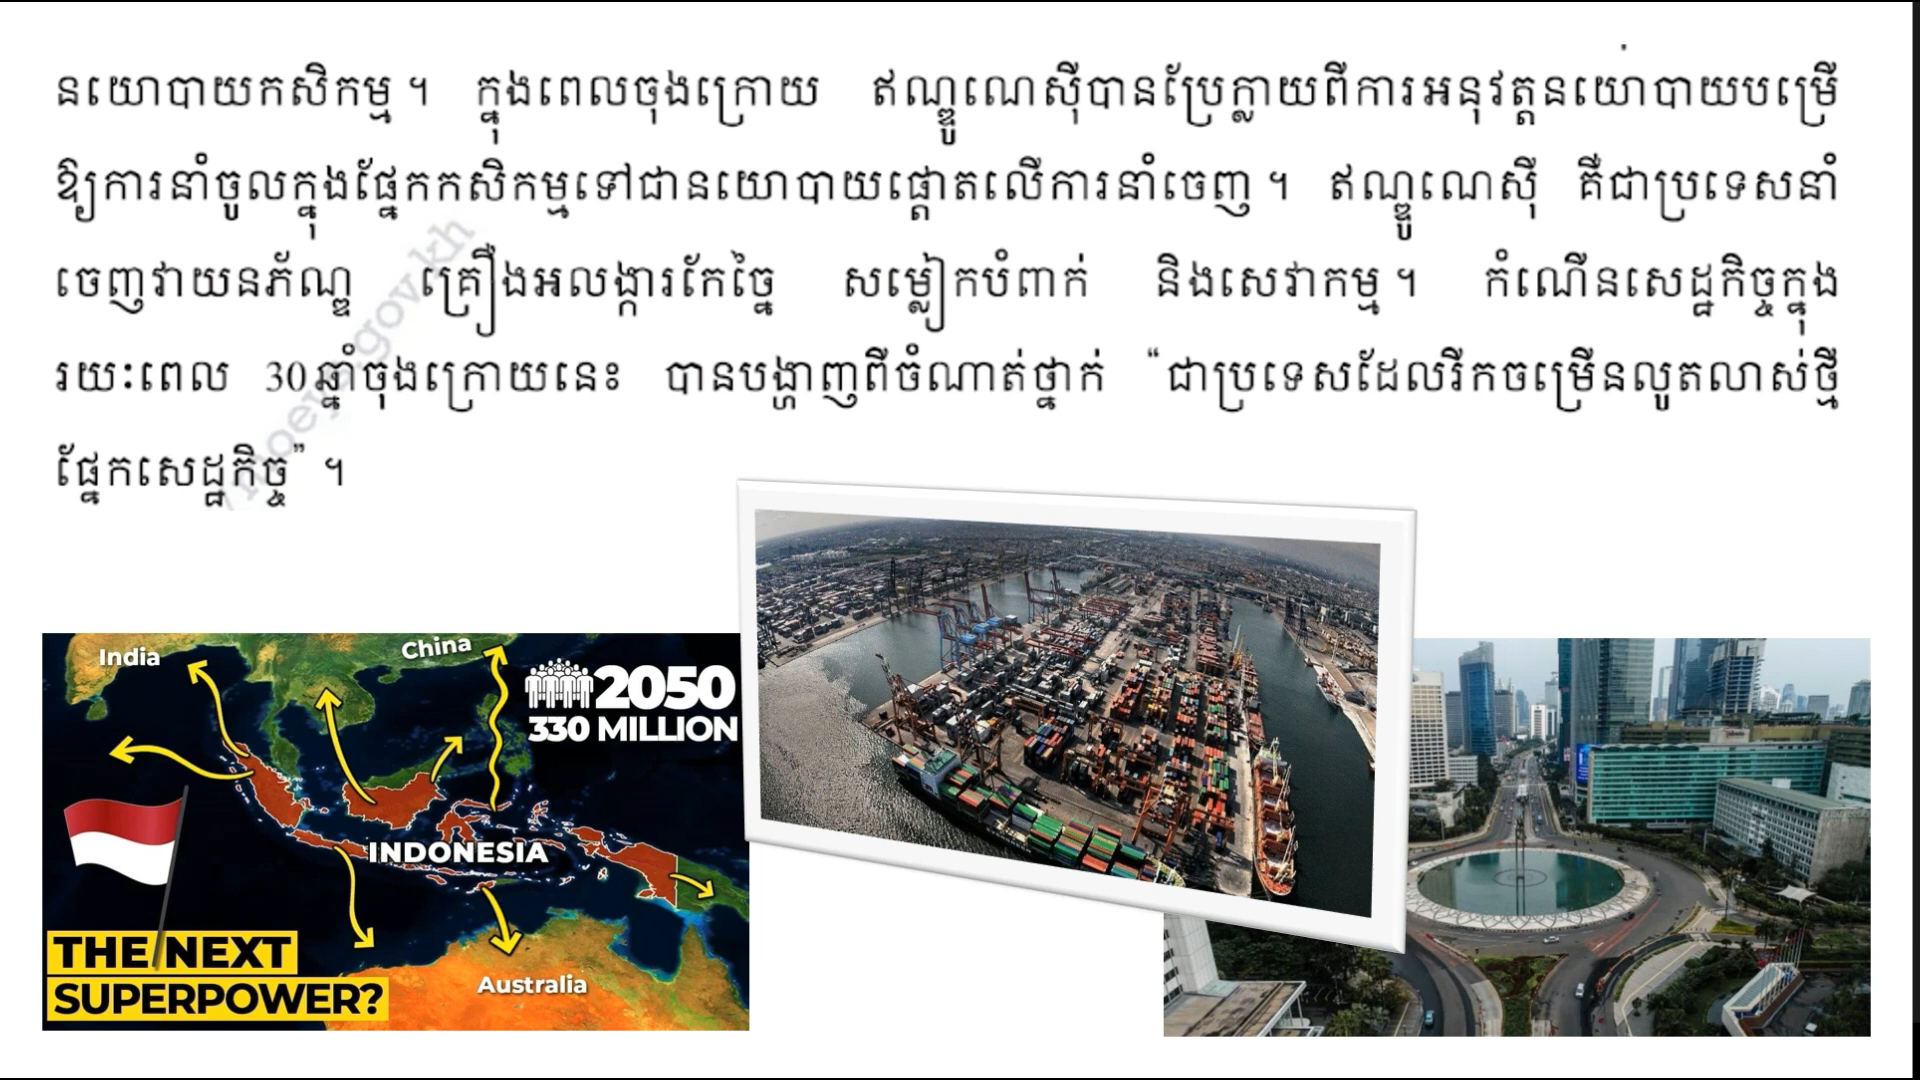 នយោបាយកសិកម្ម ។ ក្នុងពេលចុងក្រោយ ឥណ្ឌូណេស៊ីបានប្រែក្លាយពីការអនុវត្តនយោបាយបម្រើ
ឱ្យការនាំចូលក្នុងផ្នែកកសិកម្មទៅជានយោបាយផ្តោតលើការនាំចេញ ។ ឥណ្ឌូណេស៊ី គឺជាប្រទេសនាំ
ចេញវាយនភ័ណ្ឌ គ្រឿងអលង្ការកែច្នៃ សម្លៀកបំពាក់ និងសេវាកម្ម ។ កំណើនសេដ្ឋកិច្ចក្នុង
រយៈពេល 30 ឆ្នាំចុងក្រោយនេះ បានបង្ហាញពីចំណាត់ថ្នាក់ “ជាប្រទេសដែលរីកចម្រើនលូតលាស់ថ្មី
ផ្នែកសេដ្ឋកិច្ច” ។
moeys.gov.kh
India
China
2050
330 MILLION
INDONESIA
THE NEXT
SUPERPOWER?
Australia